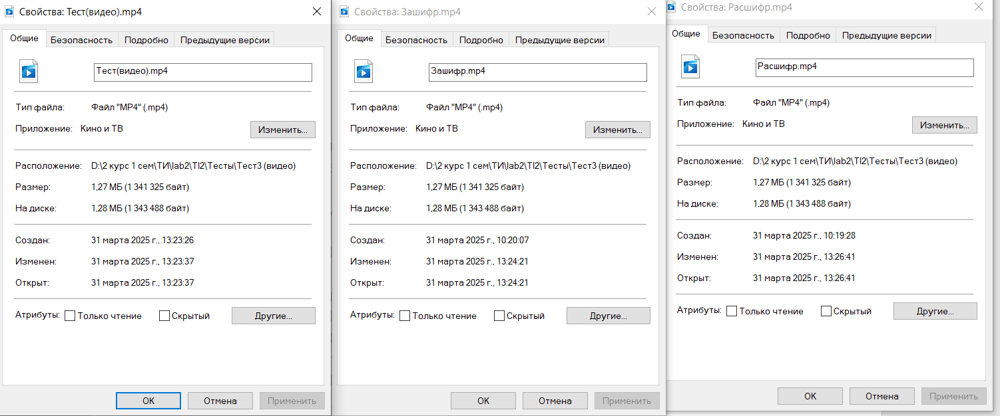 Свойства: Тест(видео).mp4
Общие Безопасность Подробно Предыдущие версии
Тест(видео).mp4
Тип файла: Файл "MP4" (.mp4)
Приложение: Кино и ТВ Изменить...
Расположение: D:\2 курс 1 сем\ТИ\lab2\TI2\Тесты\Тест3 (видео)
Размер: 1,27 МБ (1 341 325 байт)
На диске: 1,28 МБ (1 343 488 байт)
Создан: 31 марта 2025 г., 13:23:26
Изменен: 31 марта 2025 г., 13:23:37
Открыт: 31 марта 2025 г., 13:23:37
Атрибуты: Только чтение Скрытый Другие...
ОК Отмена Применить
Свойства: Зашифр.mp4
Общие Безопасность Подробно Предыдущие версии
Зашифр.mp4
Тип файла: Файл "MP4" (.mp4)
Приложение: Кино и ТВ Изменить...
Расположение: D:\2 курс 1 сем\ТИ\lab2\TI2\Тесты\Тест3 (видео)
Размер: 1,27 МБ (1 341 325 байт)
На диске: 1,28 МБ (1 343 488 байт)
Создан: 31 марта 2025 г., 10:20:07
Изменен: 31 марта 2025 г., 13:24:21
Открыт: 31 марта 2025 г., 13:24:21
Атрибуты: Только чтение Скрытый Другие...
ОК Отмена Применить
Свойства: Расшифр.mp4
Общие Безопасность Подробно Предыдущие версии
Расшифр.mp4
Тип файла: Файл "MP4" (.mp4)
Приложение: Кино и ТВ Изменить...
Расположение: D:\2 курс 1 сем\ТИ\lab2\TI2\Тесты\Тест3 (видео)
Размер: 1,27 МБ (1 341 325 байт)
На диске: 1,28 МБ (1 343 488 байт)
Создан: 31 марта 2025 г., 10:19:28
Изменен: 31 марта 2025 г., 13:26:41
Открыт: 31 марта 2025 г., 13:26:41
Атрибуты: Только чтение Скрытый Другие...
ОК Отмена Применить